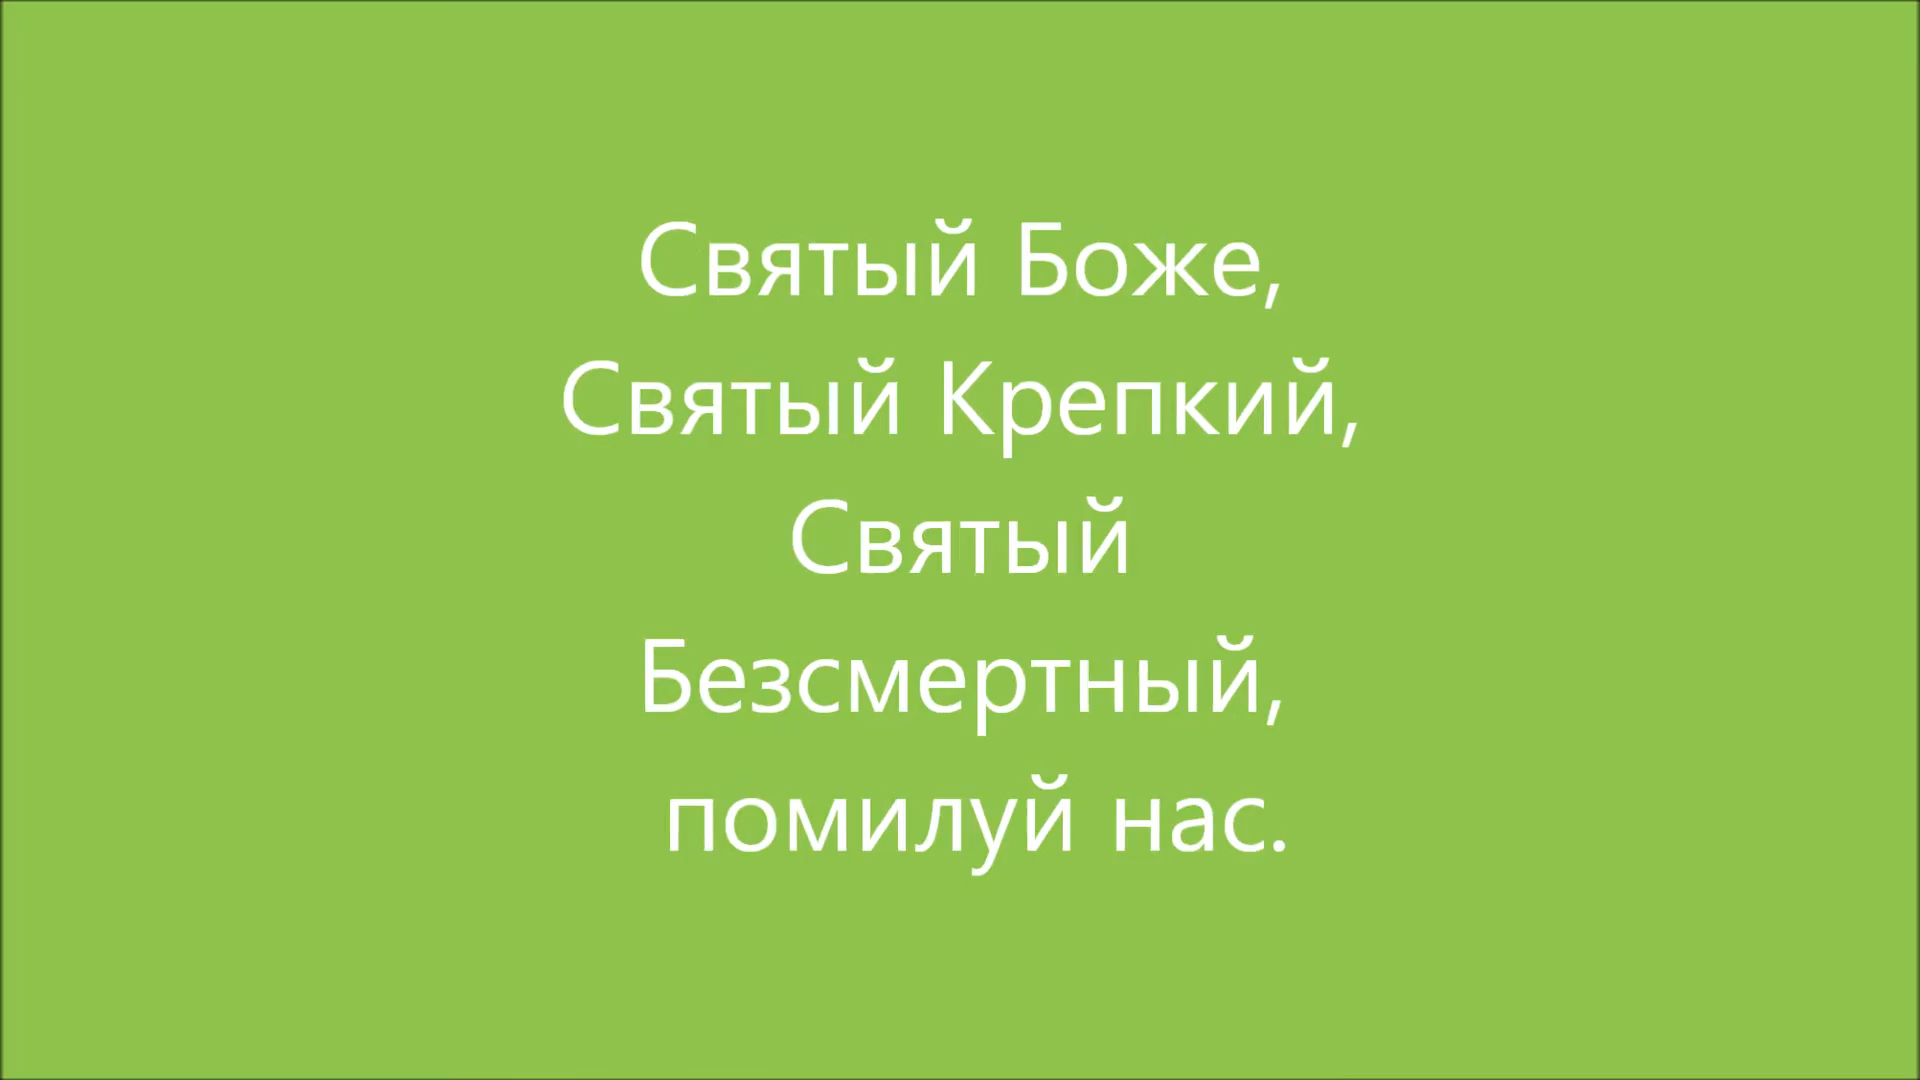 Святый Боже,
Святый Крепкий,
Святый
Безсмертный,
помилуй нас.